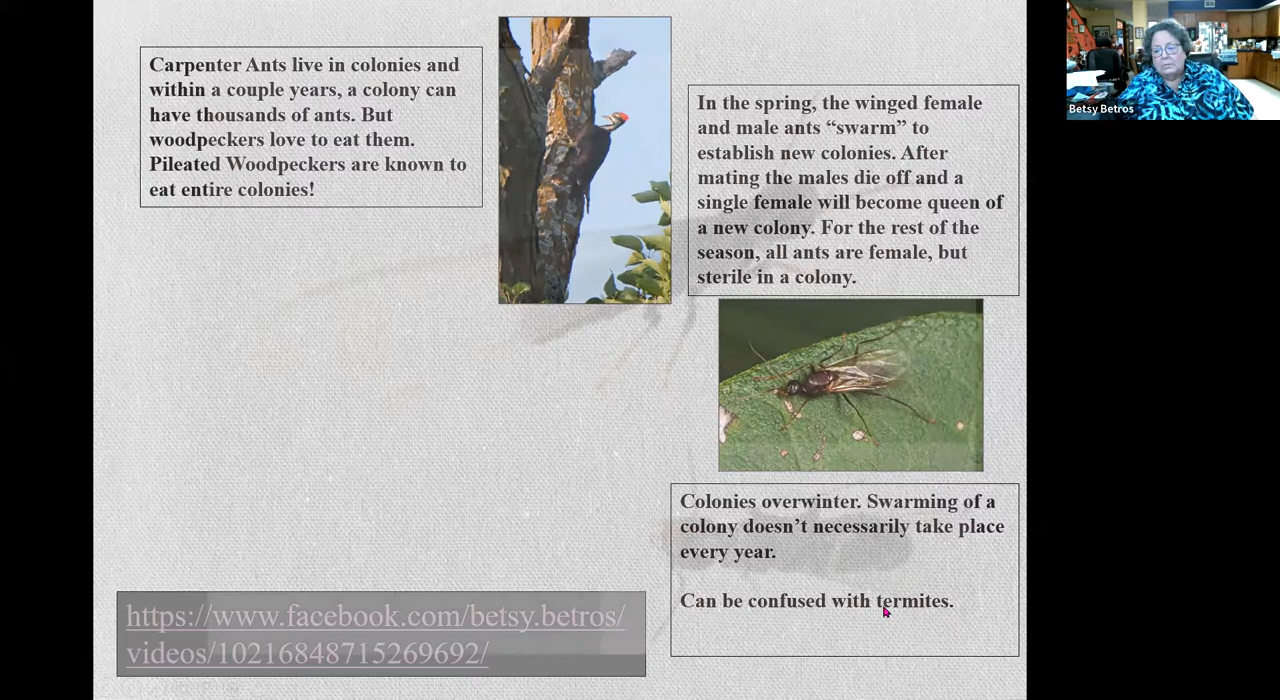 Carpenter Ants live in colonies and
within a couple years, a colony can
have thousands of ants. But
woodpeckers love to eat them.
Pileated Woodpeckers are known to
eat entire colonies!
In the spring, the winged female
and male ants “swarm” to
establish new colonies. After
mating the males die off and a
single female will become queen of
a new colony. For the rest of the
season, all ants are female, but
sterile in a colony.
Colonies overwinter. Swarming of a
colony doesn’t necessarily take place
every year.
Can be confused with termites.
https://www.facebook.com/betsy.betros/
videos/10216848715269692/
Betsy Betros